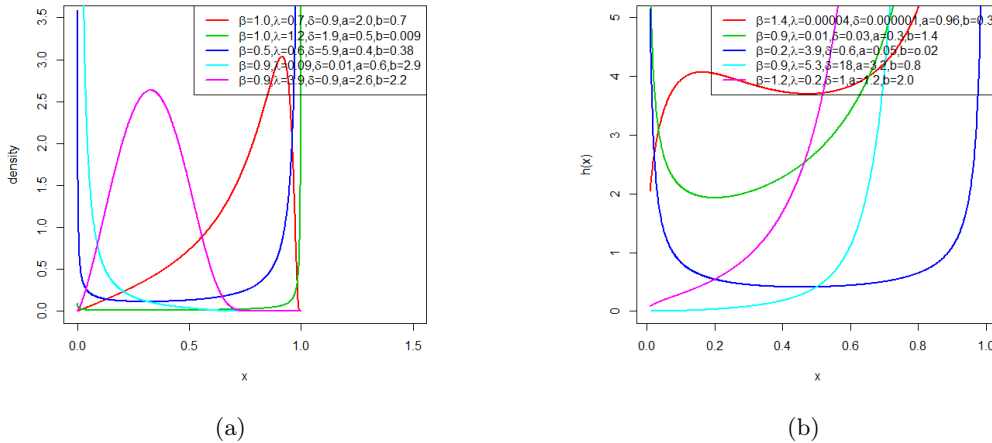 β=1.0,λ=0.7,δ=0.9,a=2.0,b=0.7
β=1.0,λ=1.2,δ=1.9,a=0.5,b=0.009
β=0.5,λ=0.6,δ=5.9,a=0.4,b=0.38
β=0.9,λ=0.09,δ=0.01,a=0.6,b=2.9
β=0.9,λ=3.9,δ=0.9,a=2.6,b=2.2
density
0.0 0.5 1.0 1.5 2.0 2.5 3.0 3.5
0.0 0.5 1.0 1.5
x
(a)
β=1.4,λ=0.00004,δ=0.000001,a=0.96,b=0.3
β=0.9,λ=0.01,δ=0.03,a=0.3,b=1.4
β=0.2,λ=3.9,δ=0.6,a=0.05,b=0.02
β=0.9,λ=5.3,δ=18,a=3.2,b=0.8
β=1.2,λ=0.2,δ=1,a=1.2,b=2.0
h(x)
0 1 2 3 4 5
0.0 0.2 0.4 0.6 0.8 1.0
x
(b)